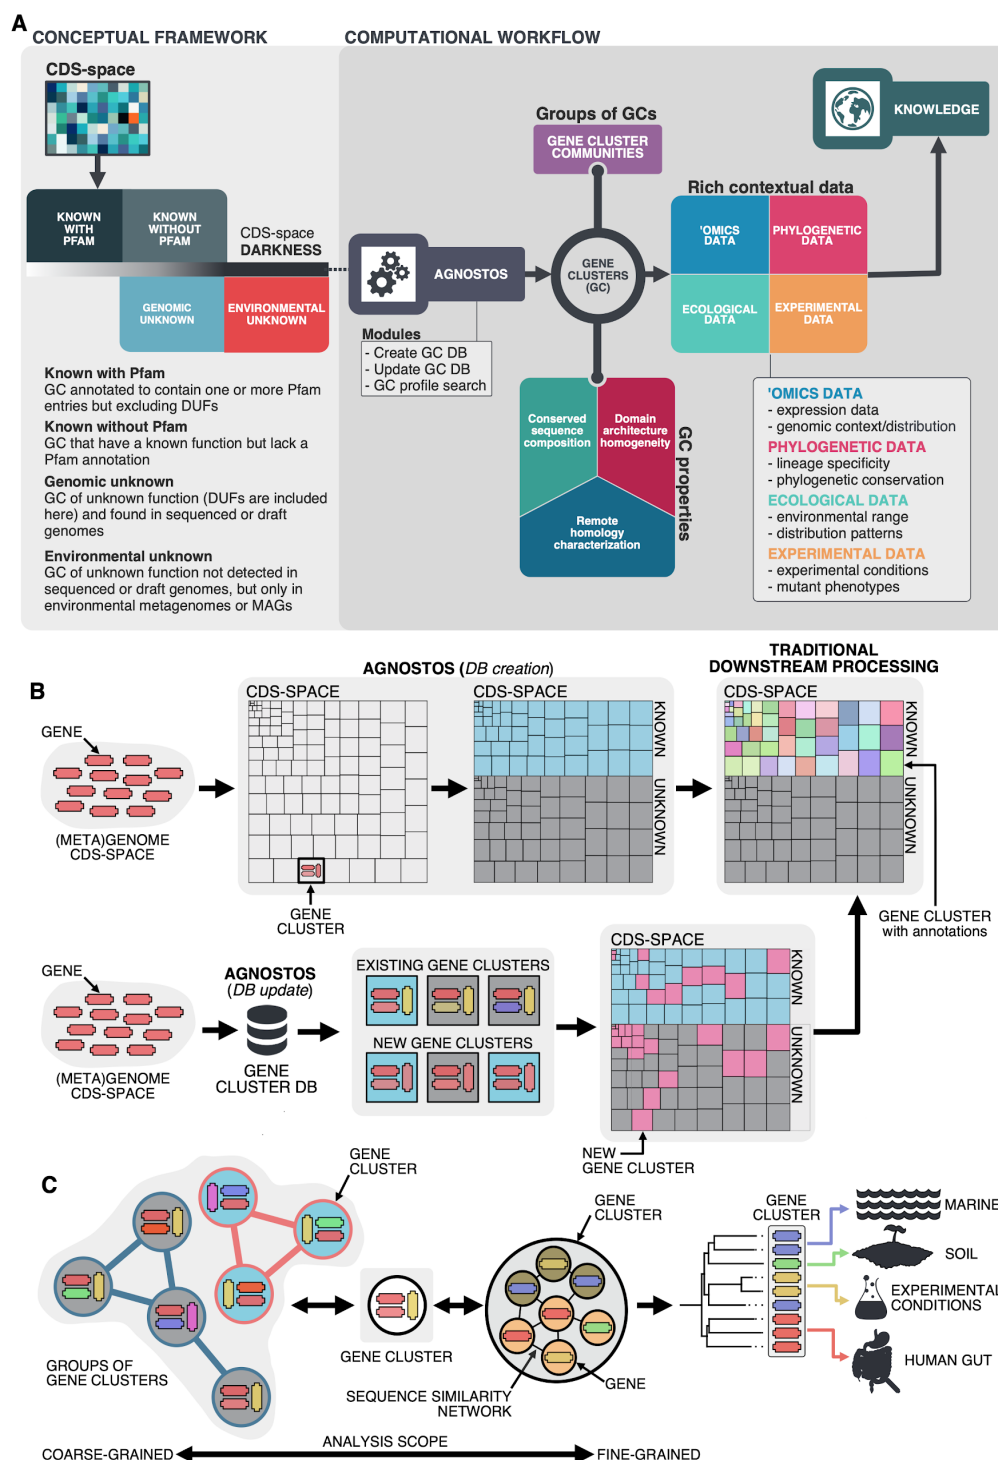 A
CONCEPTUAL FRAMEWORK
COMPUTATIONAL WORKFLOW
CDS-space
KNOWN
WITH
PFAM
KNOWN
WITHOUT
PFAM
CDS-space
DARKNESS
GENOMIC
UNKNOWN
ENVIRONMENTAL
UNKNOWN
Known with Pfam
GC annotated to contain one or more Pfam
entries but excluding DUFs
Known without Pfam
GC that have a known function but lack a
Pfam annotation
Genomic unknown
GC of unknown function (DUFs are included
here) and found in sequenced or draft
genomes
Environmental unknown
GC of unknown function not detected in
sequenced or draft genomes, but only in
environmental metagenomes or MAGs
AGNOSTOS
Modules
- Create GC DB
- Update GC DB
- GC profile search
Groups of GCs
GENE CLUSTER
COMMUNITIES
GENE
CLUSTERS
(GC)
Conserved
sequence
composition
Domain
architecture
homogeneity
Remote
homology
characterization
GC properties
Rich contextual data
'OMICS
DATA
PHYLOGENETIC
DATA
ECOLOGICAL
DATA
EXPERIMENTAL
DATA
KNOWLEDGE
'OMICS DATA
- expression data
- genomic context/distribution
PHYLOGENETIC DATA
- lineage specificity
- phylogenetic conservation
ECOLOGICAL DATA
- environmental range
- distribution patterns
EXPERIMENTAL DATA
- experimental conditions
- mutant phenotypes
B
AGNOSTOS (DB creation)
TRADITIONAL
DOWNSTREAM PROCESSING
GENE
(META)GENOME
CDS-SPACE
CDS-SPACE
GENE
CLUSTER
CDS-SPACE
KNOWN
UNKNOWN
CDS-SPACE
KNOWN
UNKNOWN
GENE CLUSTER
with annotations
GENE
(META)GENOME
CDS-SPACE
AGNOSTOS
(DB update)
GENE
CLUSTER DB
EXISTING GENE CLUSTERS
NEW GENE CLUSTERS
CDS-SPACE
KNOWN
UNKNOWN
NEW
GENE CLUSTER
C
GENE
CLUSTER
GROUPS OF
GENE CLUSTERS
GENE CLUSTER
GENE
CLUSTER
SEQUENCE SIMILARITY
NETWORK
GENE
GENE
CLUSTER
MARINE
SOIL
EXPERIMENTAL
CONDITIONS
HUMAN GUT
COARSE-GRAINED
ANALYSIS SCOPE
FINE-GRAINED